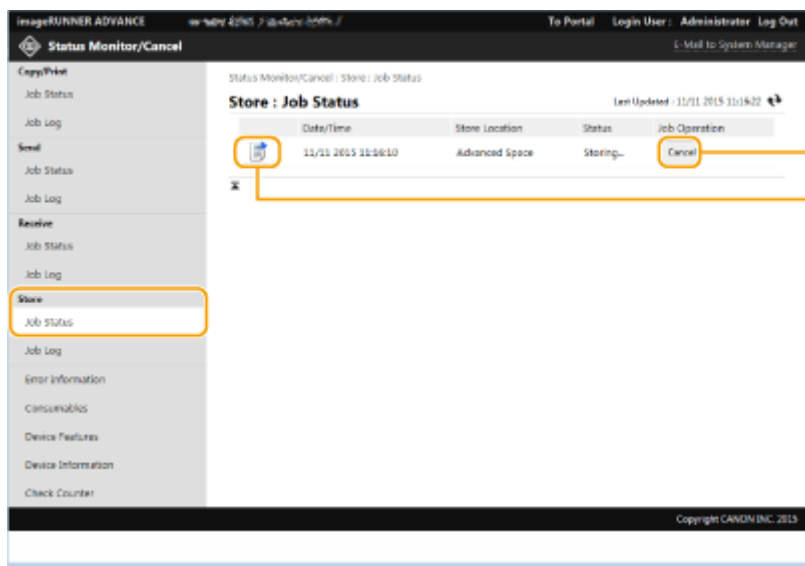 imageRUNNER ADVANCE
To Portal Login User : Administrator Log Out
Status Monitor/Cancel
E-Mail to System Manager
Copy/Print
Job Status
Job Log
Send
Job Status
Job Log
Receive
Job Status
Job Log
Store
Job Status
Job Log
Error Information
Consumables
Device Features
Device Information
Check Counter
Status Monitor/Cancel : Store : Job Status
Store : Job Status
Last Updated : 11/11 2015 11:16:22
Date/Time Store Location Status Job Operation
11/11 2015 11:16:10 Advanced Space Storing... Cancel
Copyright CANON INC. 2015